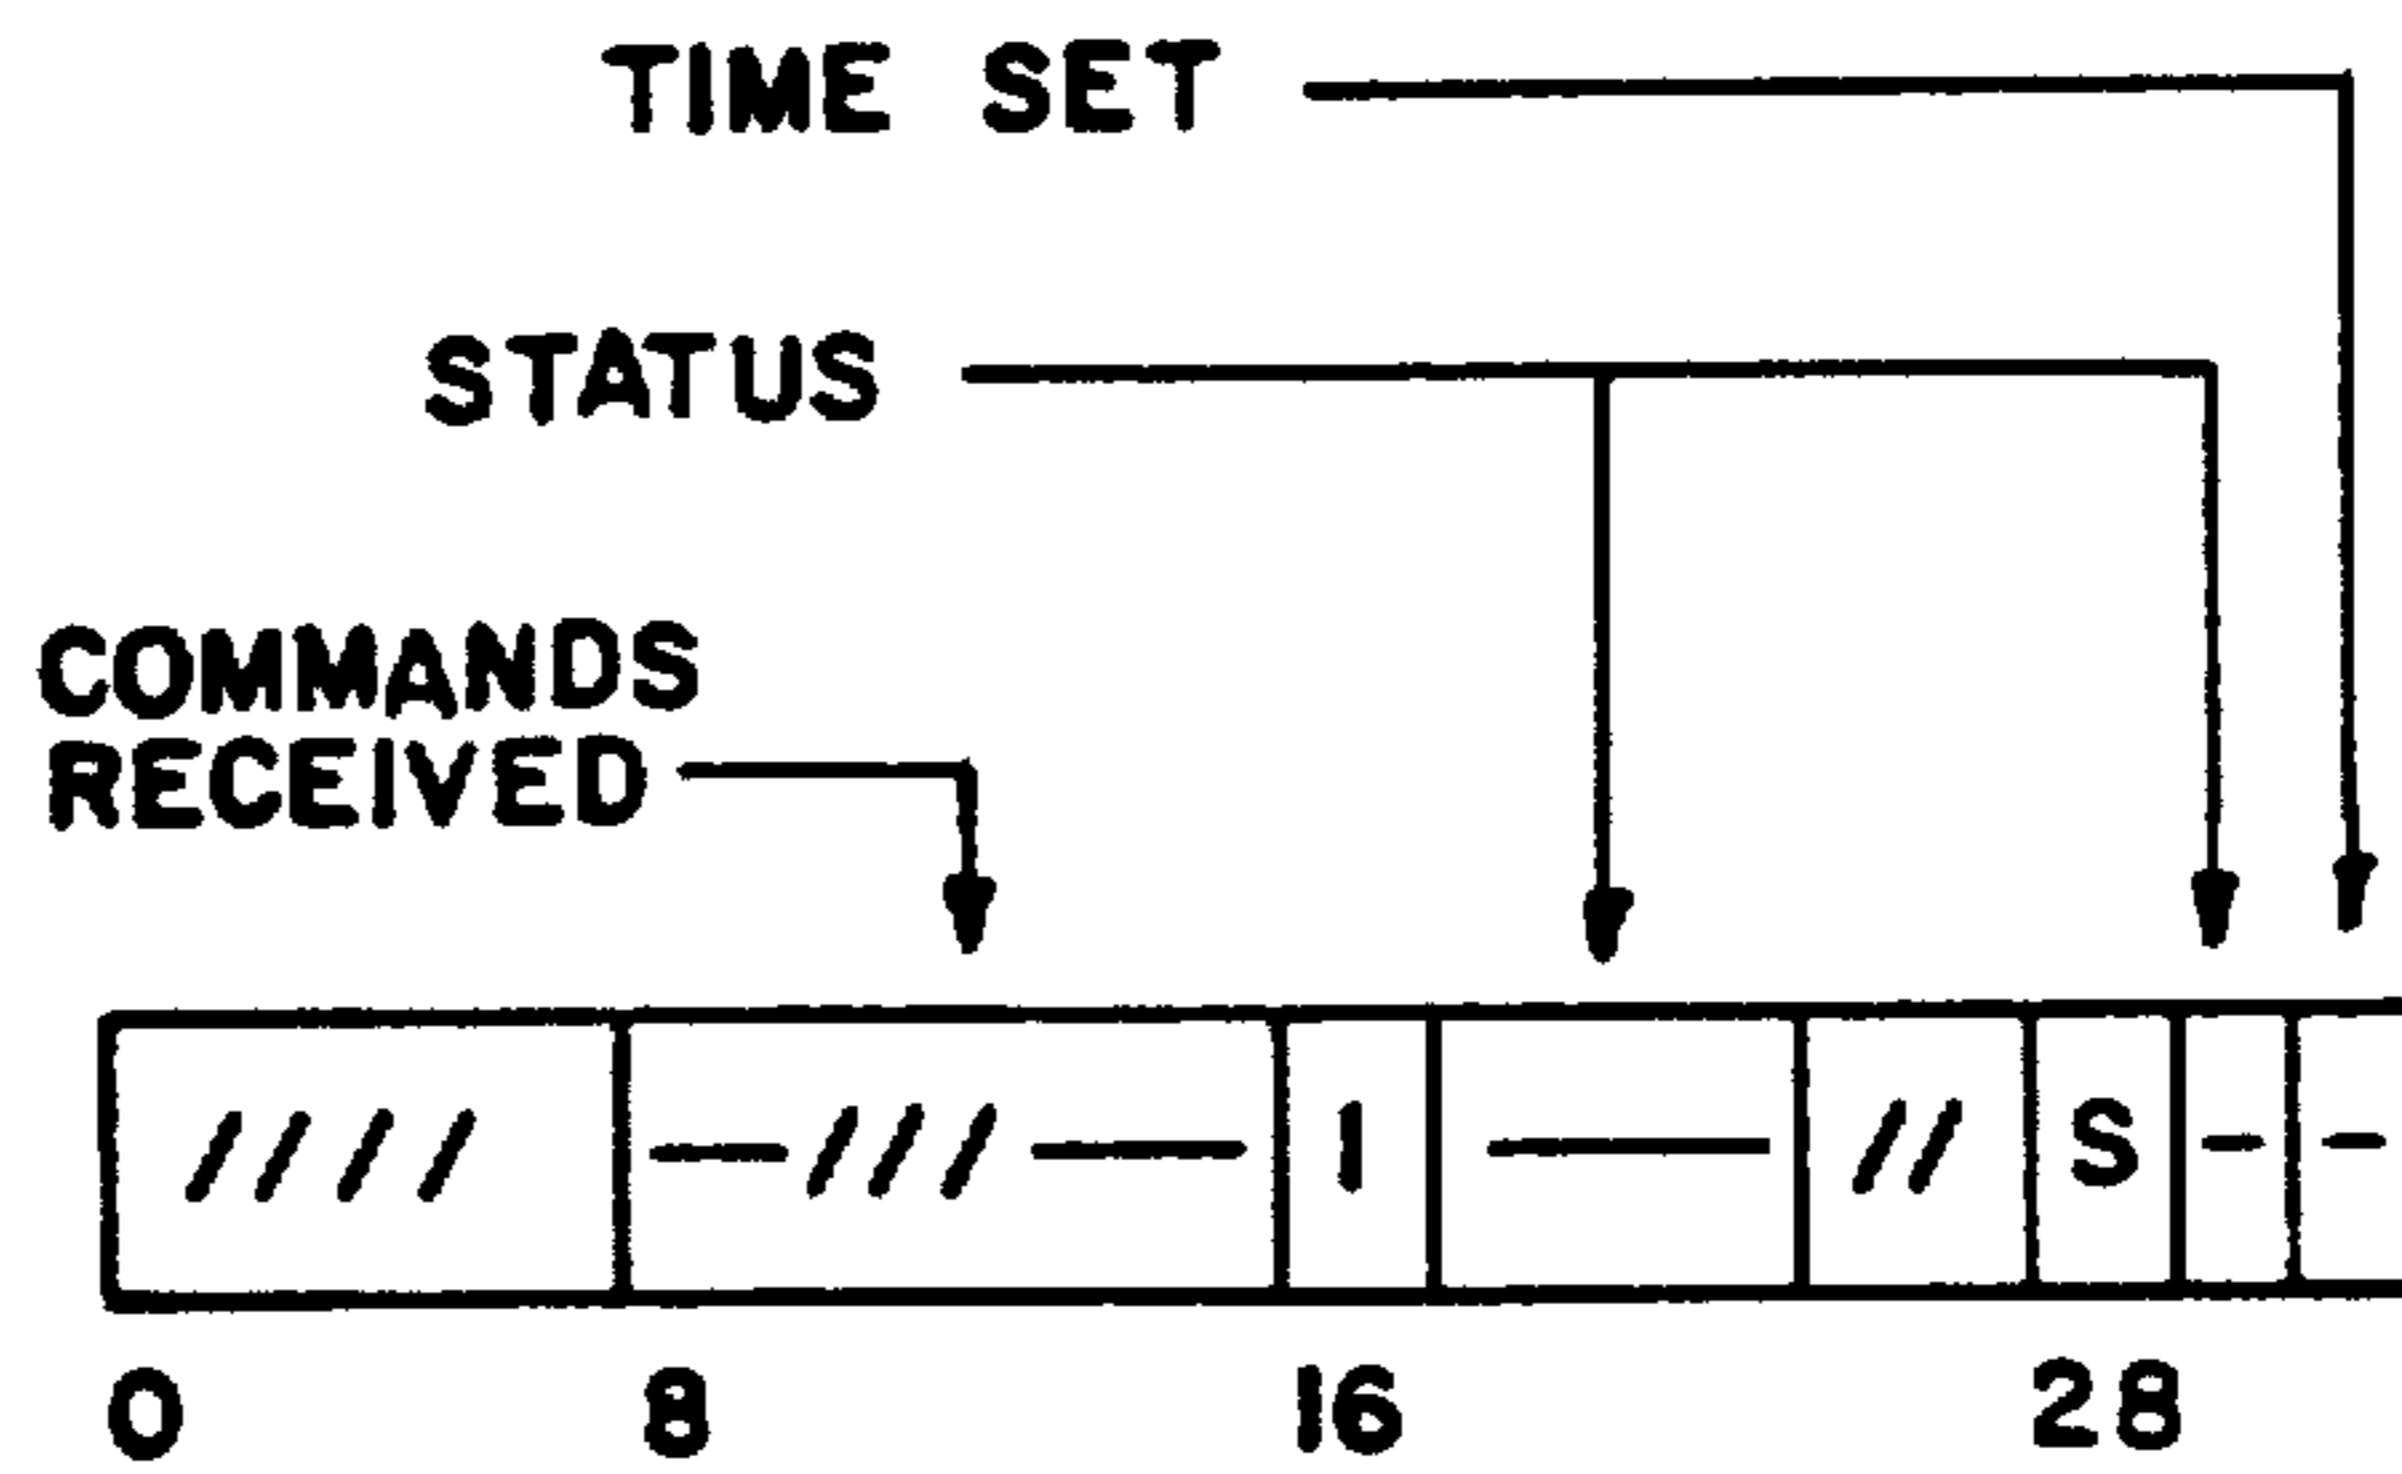 TIME SET
STATUS
COMMANDS
RECEIVED
//// —///— I — // S - -
0 8 16 28